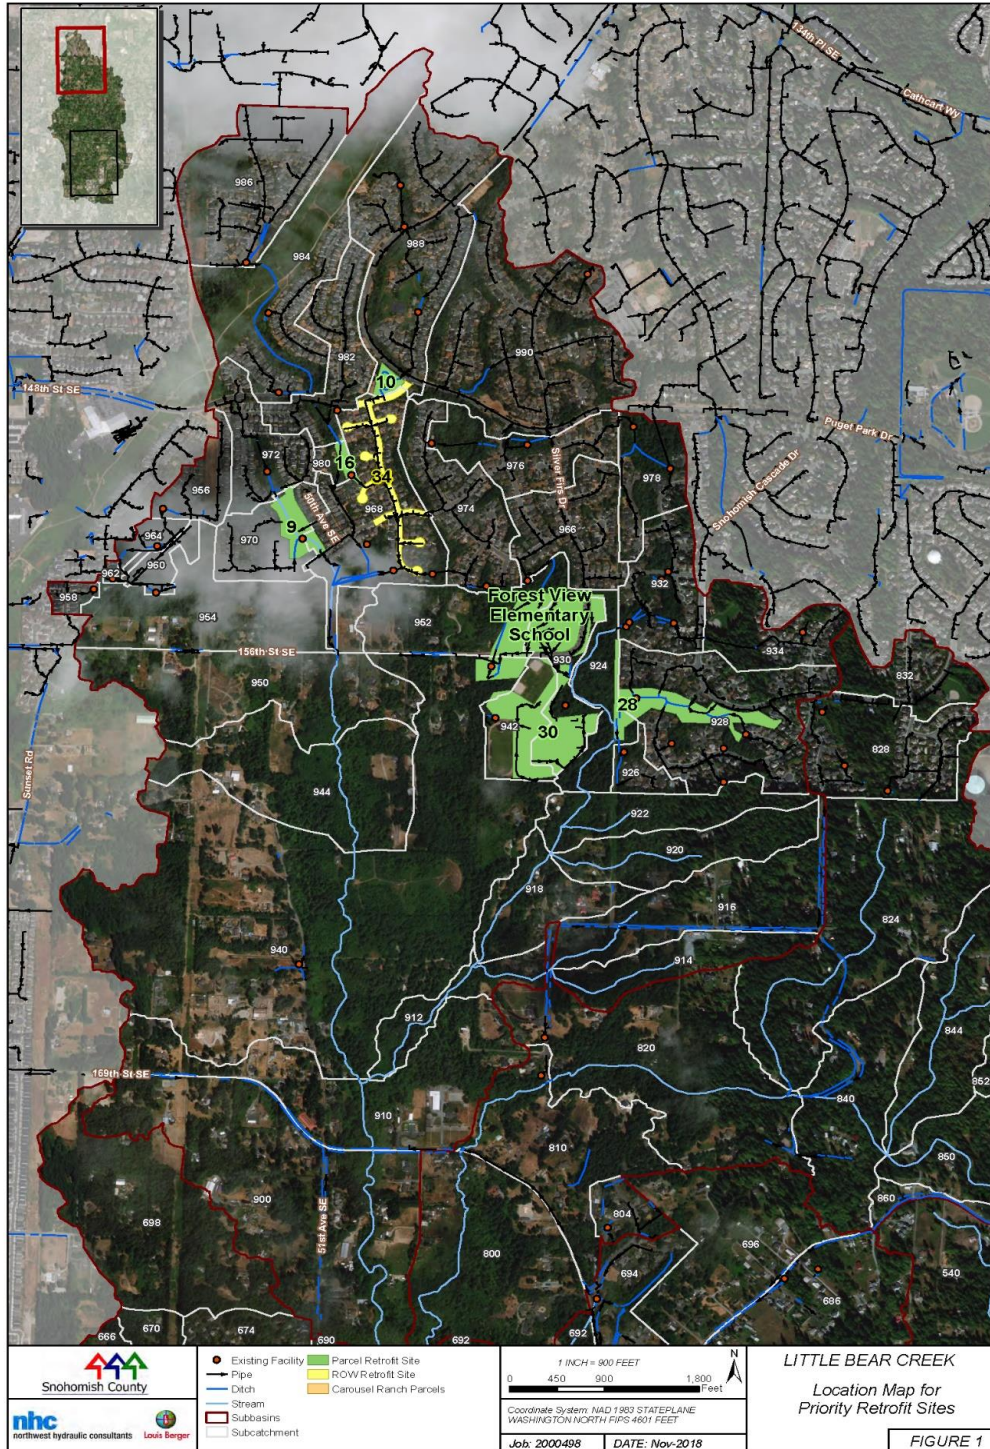 134th Pl SE
Cathcart Wy
986
984
988
990
982
10
148th St SE
Puget Park Dr
972
980
16
34
976
Silver Firs Dr
978
956
968
974
966
Snohomish Cascade Dr
50th Ave SE
9
970
964
960
962
958
954
952
932
Forest View
Elementary
School
156th St SE
930
924
934
832
950
28
928
942
30
828
926
Sunset Rd
944
922
920
918
916
824
940
914
912
844
820
852
169th St SE
910
840
810
850
900
860
804
698
51st Ave SE
800
696
694
540
686
666
670
674
690
692
692
Snohomish County
nhc
northwest hydraulic consultants
Louis Berger
Existing Facility
Pipe
Ditch
Stream
Subbasins
Subcatchment
Parcel Retrofit Site
ROW Retrofit Site
Carousel Ranch Parcels
1 INCH = 900 FEET
N
0 450 900 1,800
Feet
Coordinate System: NAD 1983 STATEPLANE
WASHINGTON NORTH FIPS 4601 FEET
Job: 2000498
DATE: Nov-2018
LITTLE BEAR CREEK
Location Map for
Priority Retrofit Sites
FIGURE 1